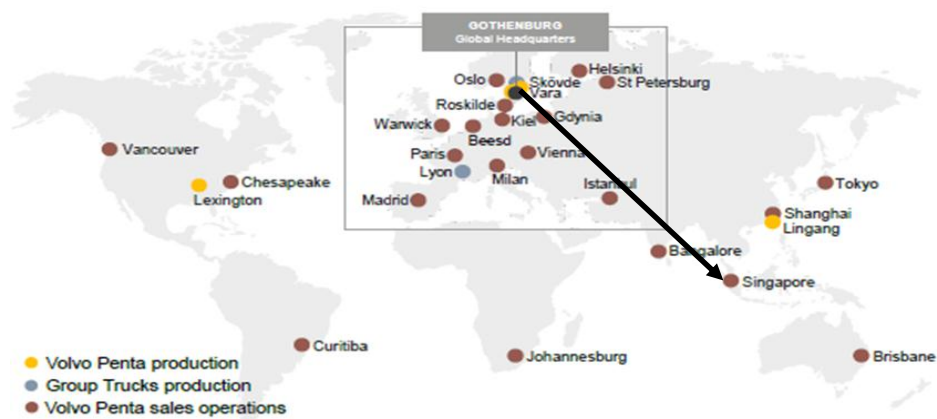 GOTHENBURG
Global Headquarters
Helsinki
Oslo
Skövde
St Petersburg
Vara
Roskilde
Gdynia
Warwick
Kiel
Beesd
Vancouver
Paris
Vienna
Lyon
Milan
Chesapeake
Istanbul
Tokyo
Lexington
Madrid
Shanghai
Lingang
Bangalore
Singapore
Curitiba
Johannesburg
Brisbane
Volvo Penta production
Group Trucks production
Volvo Penta sales operations